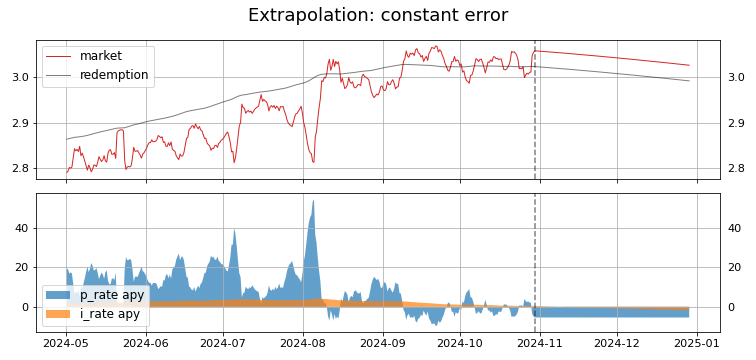 Extrapolation: constant error
market
redemption
3.0 3.0
2.9 2.9
2.8 2.8
40 40
20 20
0 0
p_rate apy
i_rate apy
2024-05 2024-06 2024-07 2024-08 2024-09 2024-10 2024-11 2024-12 2025-01